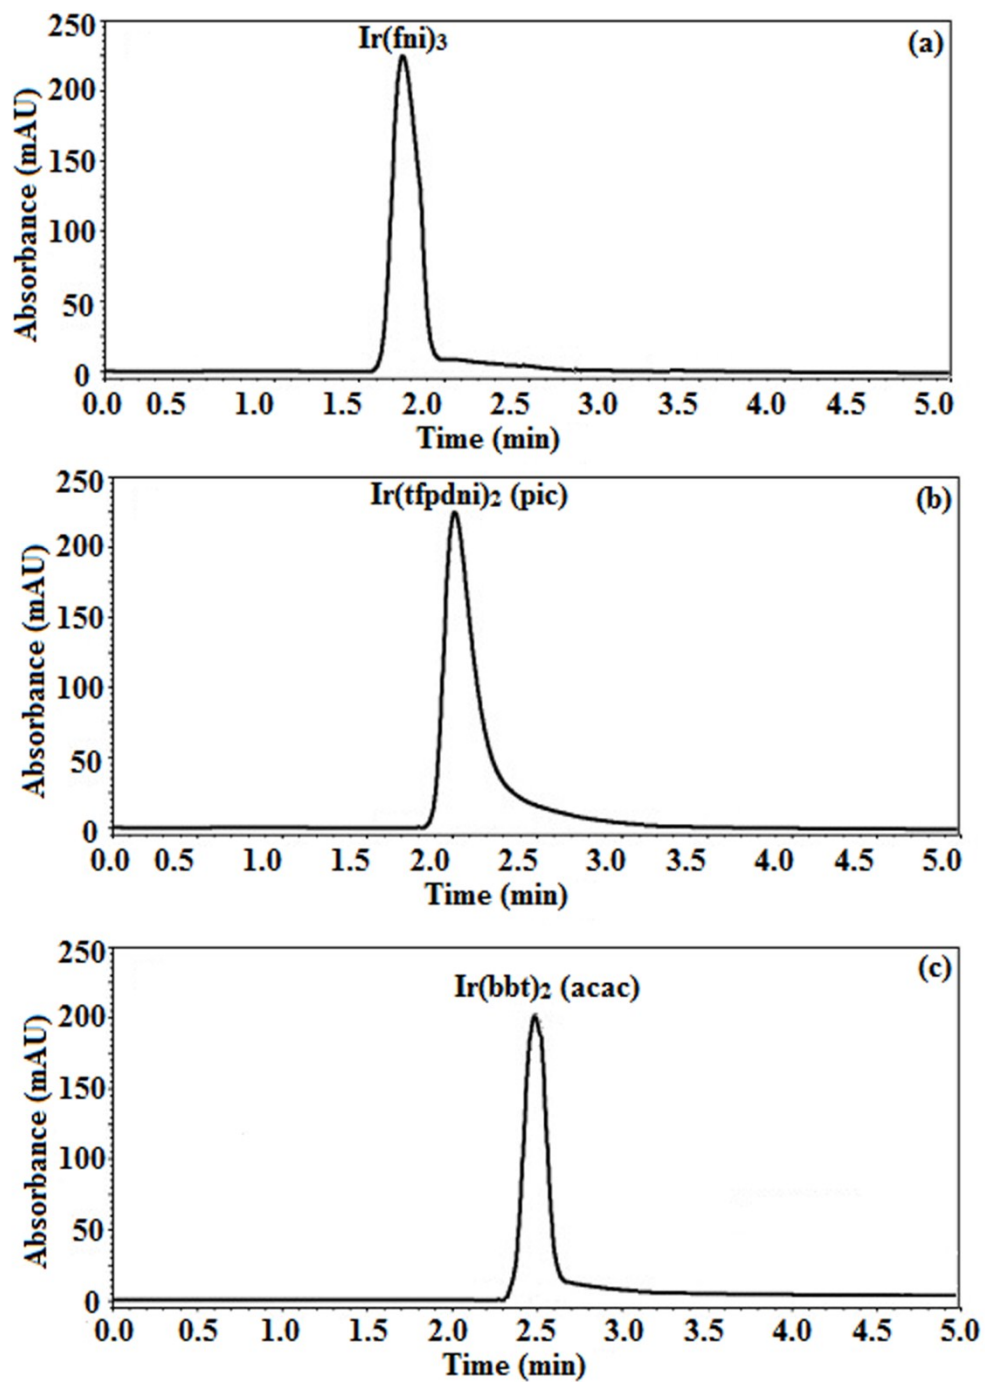 250
Ir(fni)3
(a)
200
150
100
50
0
Absorbance (mAU)
0.0 0.5 1.0 1.5 2.0 2.5 3.0 3.5 4.0 4.5 5.0
Time (min)
250
Ir(tfpdni)2 (pic)
(b)
200
150
100
50
0
Absorbance (mAU)
0.0 0.5 1.0 1.5 2.0 2.5 3.0 3.5 4.0 4.5 5.0
Time (min)
250
(c)
Ir(bbt)2 (acac)
200
150
100
50
0
Absorbance (mAU)
0.0 0.5 1.0 1.5 2.0 2.5 3.0 3.5 4.0 4.5 5.0
Time (min)